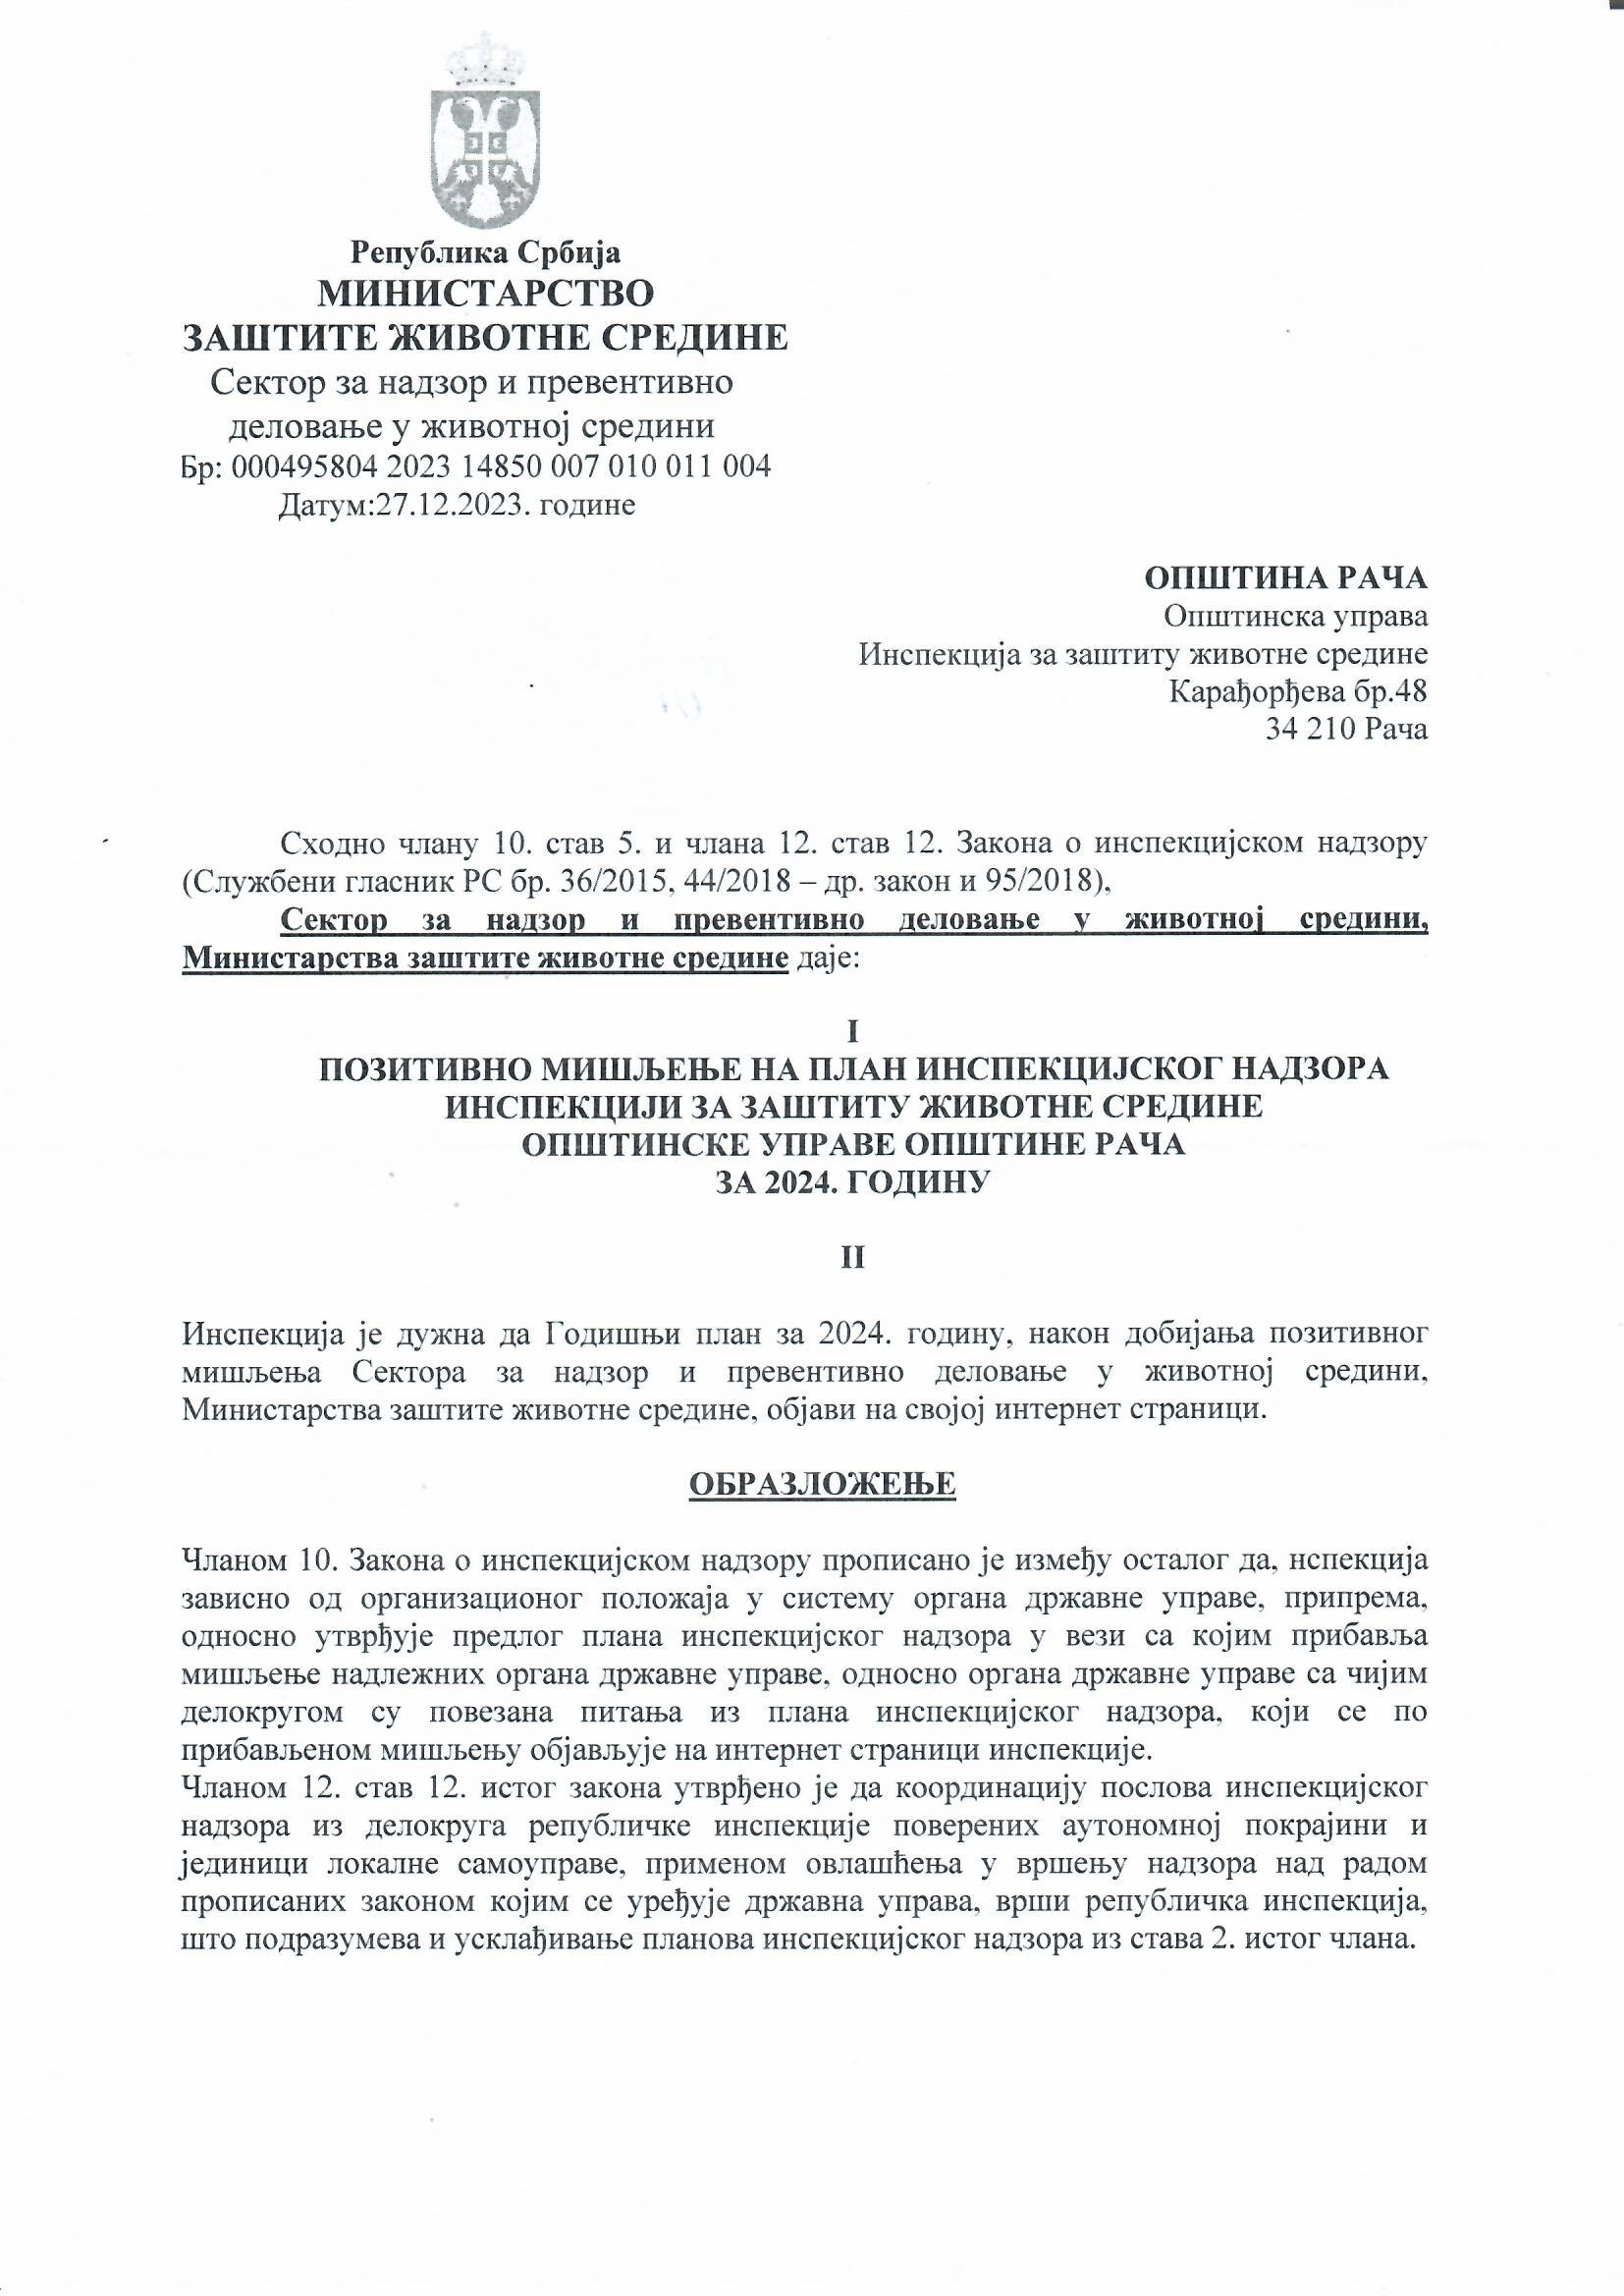 Република Србија
МИНИСТАРСТВО
ЗАШТИТЕ ЖИВОТНЕ СРЕДИНЕ
Сектор за надзор и превентивно
деловање у животној средини
Бр: 000495804 2023 14850 007 010 011 004
Датум:27.12.2023. године
ОПШТИНА РАЧА
Општинска управа
Инспекција за заштиту животне средине
Карађорђева бр.48
34 210 Рача
Сходно члану 10. став 5. и члана 12. став 12. Закона о инспекцијском надзору
(Службени гласник РС бр. 36/2015, 44/2018 – др. закон и 95/2018),
Сектор за надзор и превентивно деловање у животној средини,
Министарства заштите животне средине даје:
I
ПОЗИТИВНО МИШЉЕЊЕ НА ПЛАН ИНСПЕКЦИЈСКОГ НАДЗОРА
ИНСПЕКЦИЈИ ЗА ЗАШТИТУ ЖИВОТНЕ СРЕДИНЕ
ОПШТИНСКЕ УПРАВЕ ОПШТИНЕ РАЧА
ЗА 2024. ГОДИНУ
II
Инспекција је дужна да Годишњи план за 2024. годину, након добијања позитивног
мишљења Сектора за надзор и превентивно деловање у животној средини,
Министарства заштите животне средине, објави на својој интернет страници.
ОБРАЗЛОЖЕЊЕ
Чланом 10. Закона о инспекцијском надзору прописано је између осталог да, нспекција
зависно од организационог положаја у систему органа државне управе, припрема,
односно утврђује предлог плана инспекцијског надзора у вези са којим прибавља
мишљење надлежних органа државне управе, односно органа државне управе са чијим
делокругом су повезана питања из плана инспекцијског надзора, који се по
прибављеном мишљењу објављује на интернет страници инспекције.
Чланом 12. став 12. истог закона утврђено је да координацију послова инспекцијског
надзора из делокруга републичке инспекције поверених аутономној покрајини и
јединици локалне самоуправе, применом овлашћења у вршењу надзора над радом
прописаних законом којим се уређује државна управа, врши републичка инспекција,
што подразумева и усклађивање планова инспекцијског надзора из става 2. истог члана.